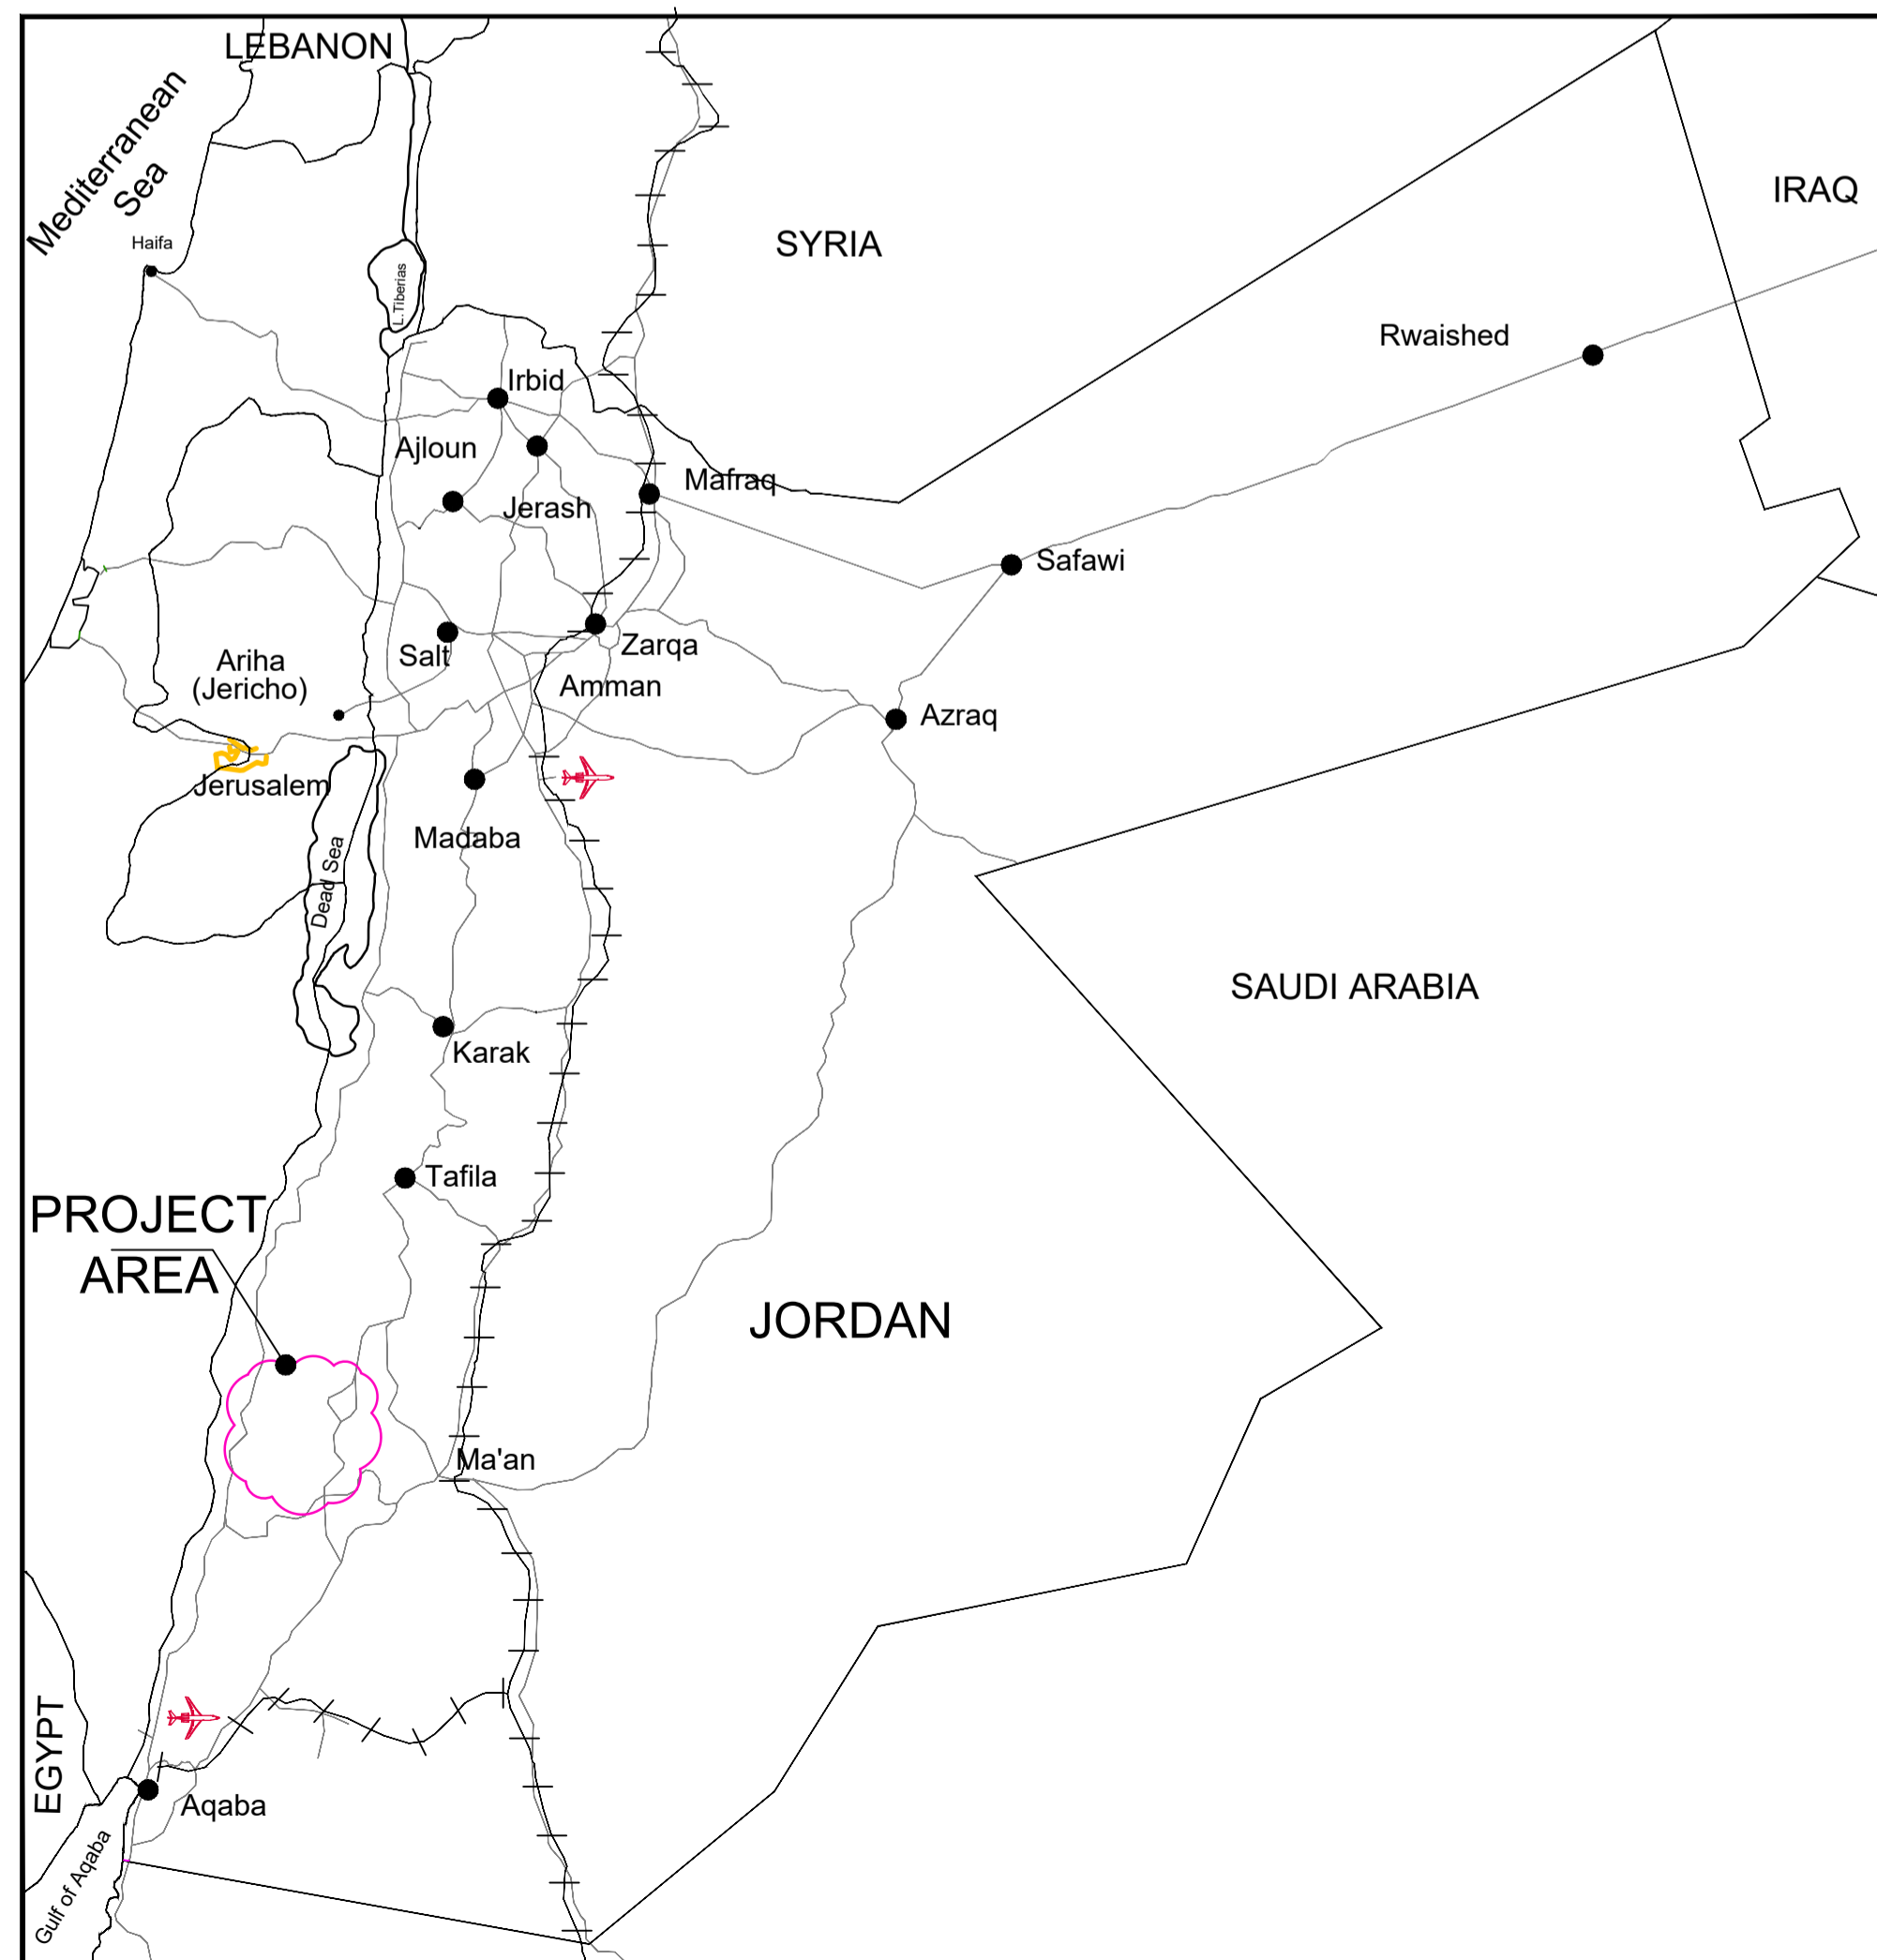 LEBANON
Mediterranean
Sea
IRAQ
Haifa
SYRIA
L.Tiberias
Rwaished
Irbid
Ajloun
Mafraq
Jerash
Safawi
Zarqa
Salt
Ariha
(Jericho)
Amman
Azraq
Jerusalem
Madaba
Dead Sea
SAUDI ARABIA
Karak
Tafila
PROJECT
AREA
JORDAN
Ma'an
EGYPT
Aqaba
Gulf of Aqaba